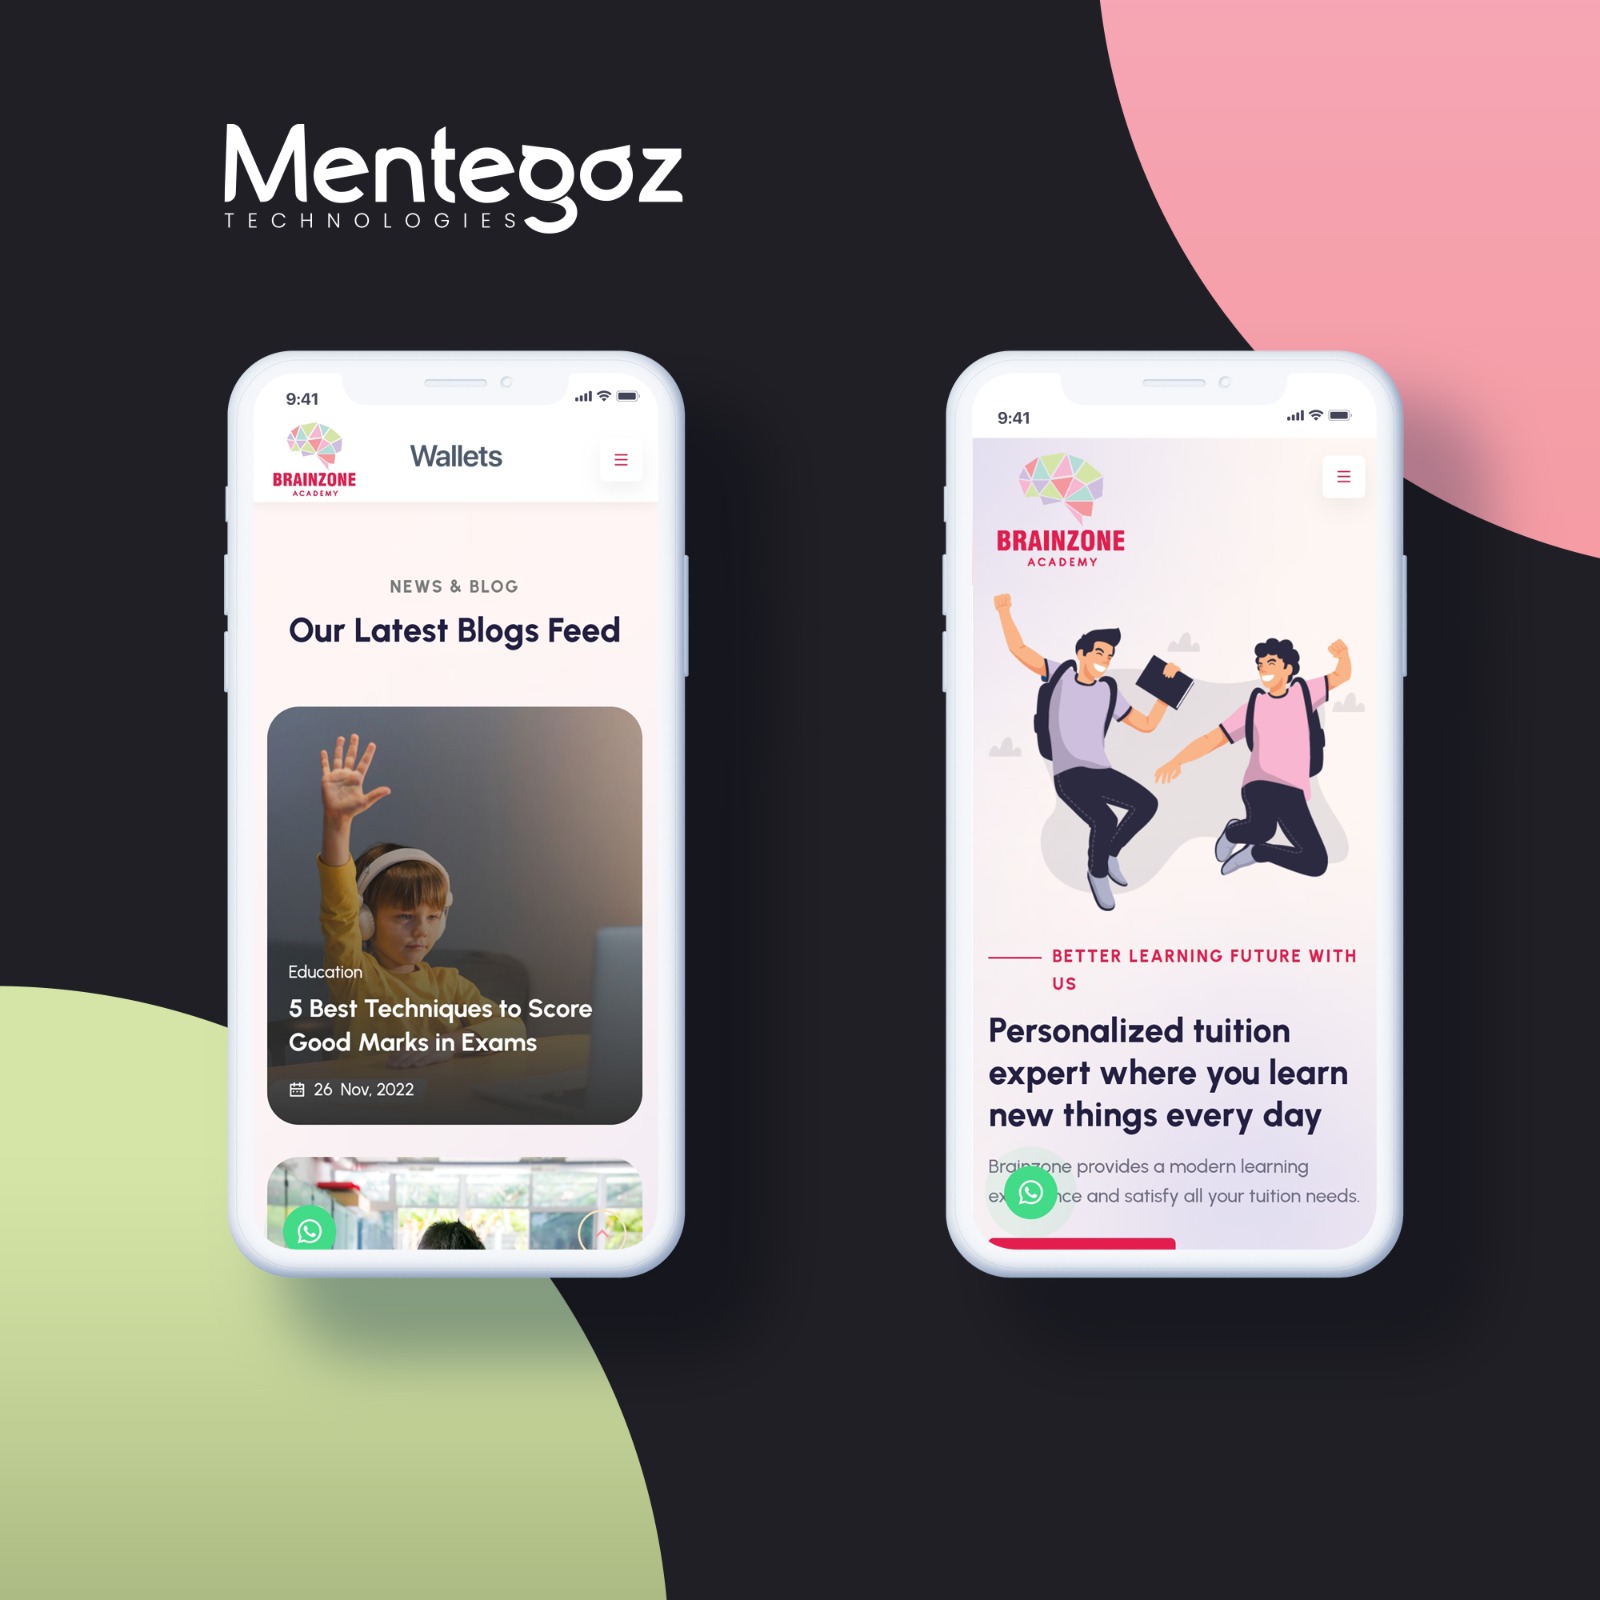 Mentegoz
TECHNOLOGIES
9:41
BRAINZONE
ACADEMY
Wallets
NEWS & BLOG
Our Latest Blogs Feed
Education
5 Best Techniques to Score
Good Marks in Exams
26 Nov, 2022
9:41
BRAINZONE
ACADEMY
BETTER LEARNING FUTURE WITH
US
Personalized tuition
expert where you learn
new things every day
Brainzone provides a modern learning
and satisfy all your tuition needs.